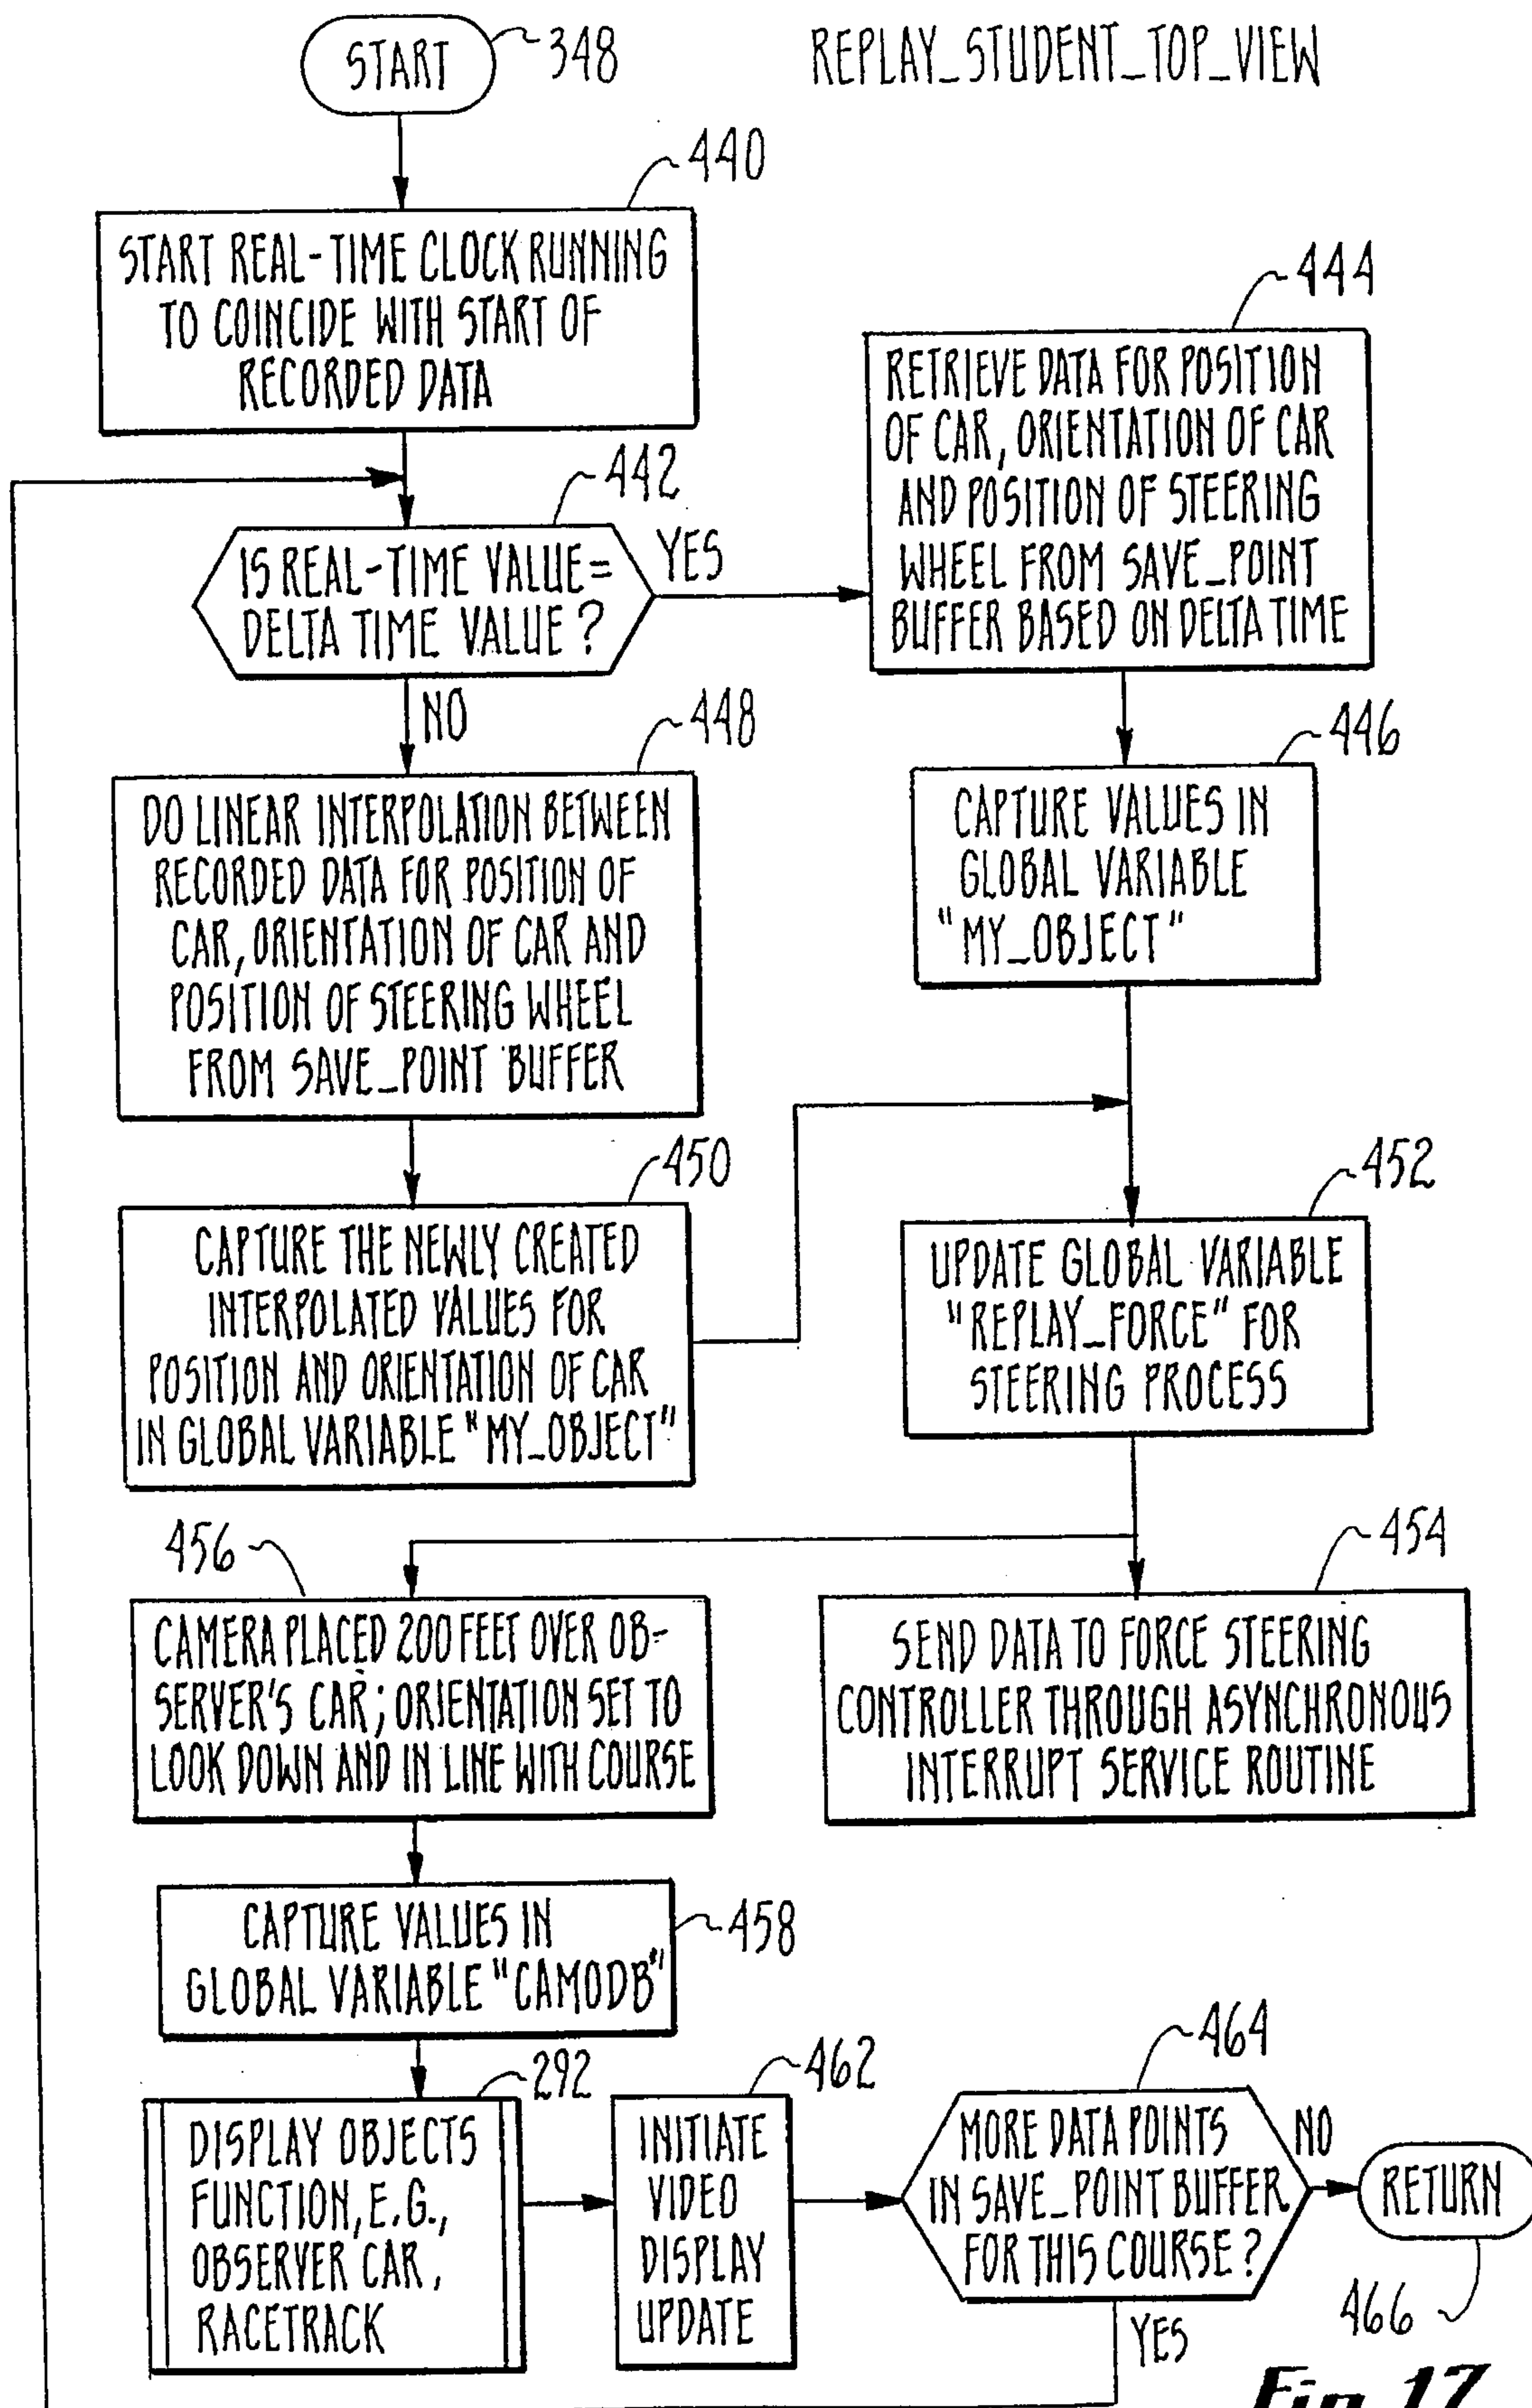 START
348
REPLAY_STUDENT_TOP_VIEW
440
START REAL-TIME CLOCK RUNNING
TO COINCIDE WITH START OF
RECORDED DATA
442
IS REAL-TIME VALUE=
DELTA TIME VALUE?
YES
NO
444
RETRIEVE DATA FOR POSITION
OF CAR, ORIENTATION OF CAR
AND POSITION OF STEERING
WHEEL FROM SAVE_POINT
BUFFER BASED ON DELTA TIME
446
CAPTURE VALUES IN
GLOBAL VARIABLE
"MY_OBJECT"
448
DO LINEAR INTERPOLATION BETWEEN
RECORDED DATA FOR POSITION OF
CAR, ORIENTATION OF CAR AND
POSITION OF STEERING WHEEL
FROM SAVE_POINT BUFFER
450
CAPTURE THE NEWLY CREATED
INTERPOLATED VALUES FOR
POSITION AND ORIENTATION OF CAR
IN GLOBAL VARIABLE "MY_OBJECT"
452
UPDATE GLOBAL VARIABLE
"REPLAY_FORCE" FOR
STEERING PROCESS
454
SEND DATA TO FORCE STEERING
CONTROLLER THROUGH ASYNCHRONOUS
INTERRUPT SERVICE ROUTINE
456
CAMERA PLACED 200 FEET OVER OB-
SERVER'S CAR; ORIENTATION SET TO
LOOK DOWN AND IN LINE WITH COURSE
458
CAPTURE VALUES IN
GLOBAL VARIABLE "CAMODB"
292
DISPLAY OBJECTS
FUNCTION, E.G.,
OBSERVER CAR,
RACETRACK
462
INITIATE
VIDEO
DISPLAY
UPDATE
464
MORE DATA POINTS
IN SAVE_POINT BUFFER
FOR THIS COURSE?
NO
YES
RETURN
466
Fig. 17